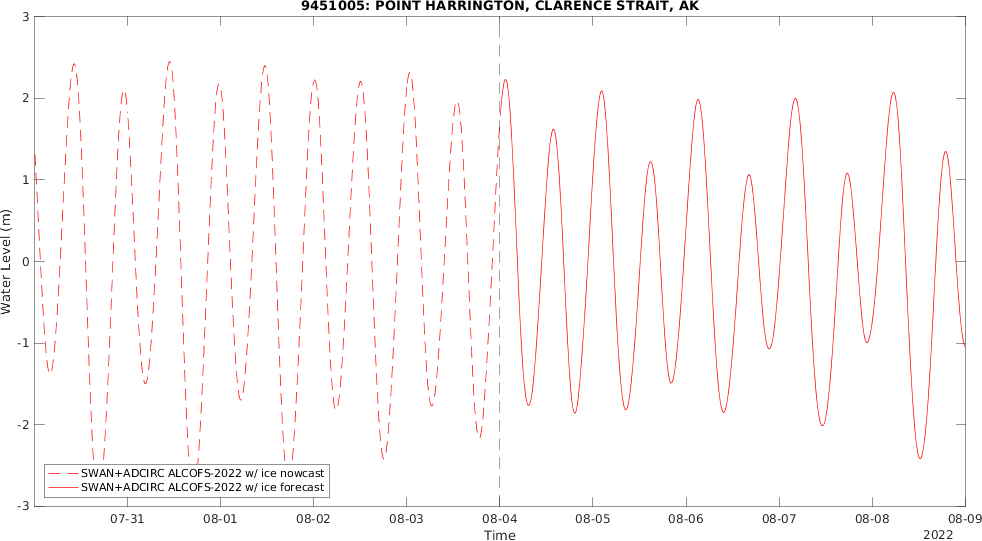 9451005: POINT HARRINGTON, CLARENCE STRAIT, AK
3
2
1
0
-1
-2
-3
Water Level (m)
SWAN+ADCIRC ALCOFS-2022 w/ ice nowcast
SWAN+ADCIRC ALCOFS-2022 w/ ice forecast
07-31 08-01 08-02 08-03 08-04 08-05 08-06 08-07 08-08 08-09
Time
2022